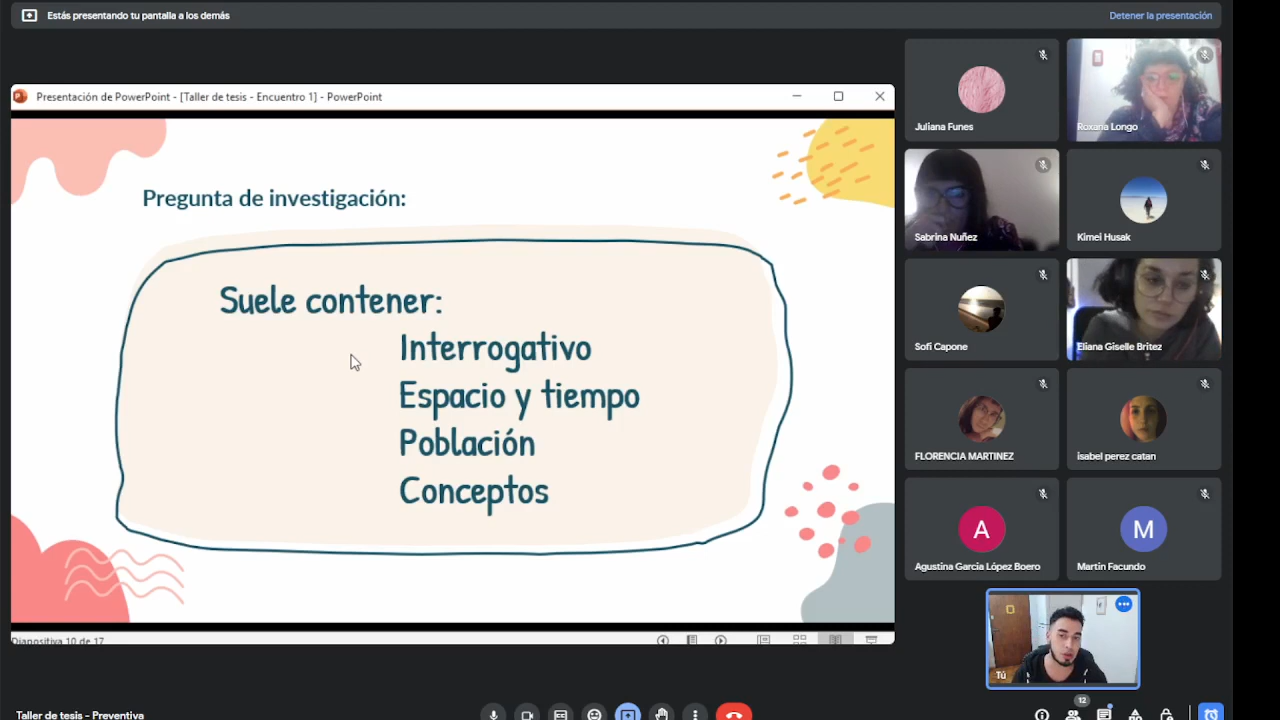 Estás presentando tu pantalla a los demás
Detener la presentación
Presentación de PowerPoint - [Taller de tesis - Encuentro 1] - PowerPoint
Pregunta de investigación:
Suele contener:
Interrogativo
Espacio y tiempo
Población
Conceptos
Diapositiva 10 de 17
Juliana Funes
Roxana Longo
Sabrina Nuñez
Kimei Husak
Sofi Capone
Eliana Giselle Britez
FLORENCIA MARTINEZ
isabel perez catan
A
Agustina Garcia López Boero
M
Martin Facundo
Tú
12
Taller de tesis - Preventiva